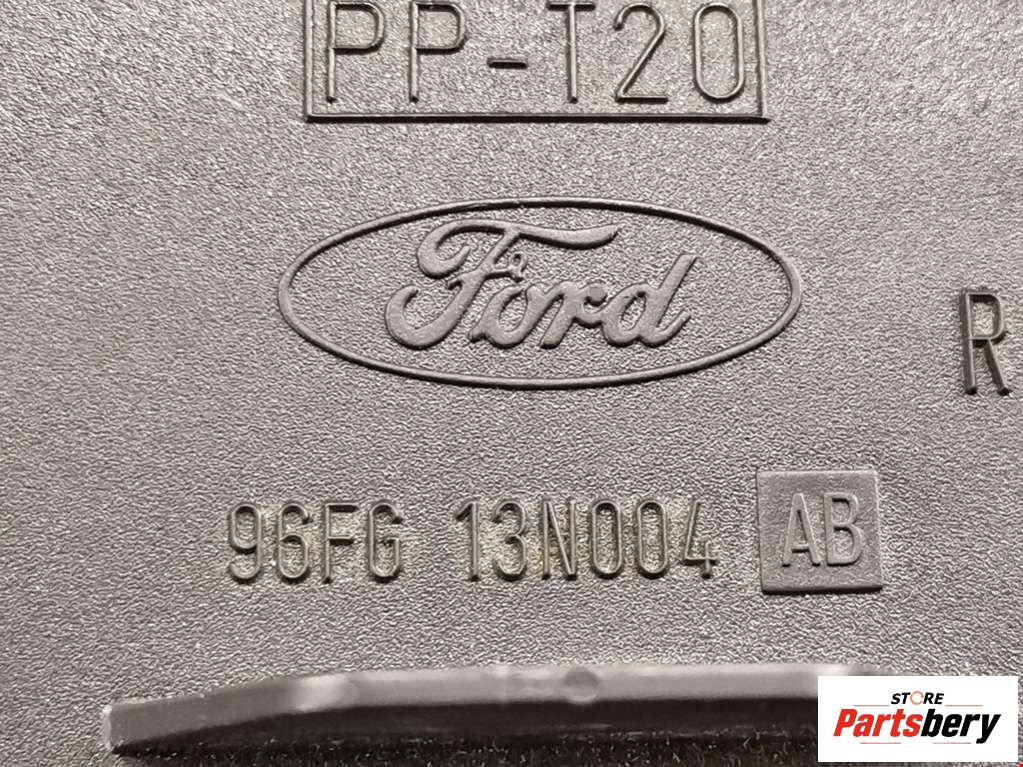 PP-T20
Ford
R
96FG 13N004 AB
STORE
Partsbery